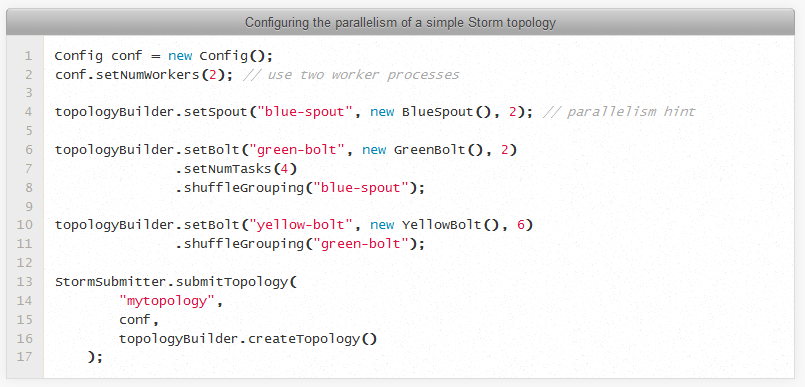 Configuring the parallelism of a simple Storm topology
1 Config conf = new Config();
2 conf.setNumWorkers(2); // use two worker processes
3
4 topologyBuilder.setSpout("blue-spout", new BlueSpout(), 2); // parallelism hint
5
6 topologyBuilder.setBolt("green-bolt", new GreenBolt(), 2)
7                .setNumTasks(4)
8                .shuffleGrouping("blue-spout");
9
10 topologyBuilder.setBolt("yellow-bolt", new YellowBolt(), 6)
11                .shuffleGrouping("green-bolt");
12
13 StormSubmitter.submitTopology(
14         "mytopology",
15         conf,
16         topologyBuilder.createTopology()
17     );